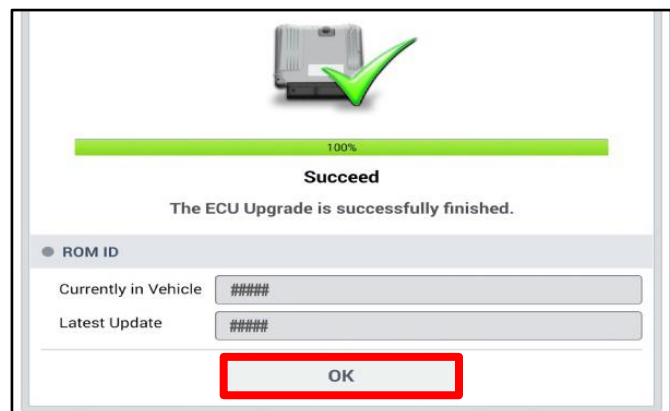 100%
Succeed
The ECU Upgrade is successfully finished.
ROM ID
Currently in Vehicle #####
Latest Update #####
OK